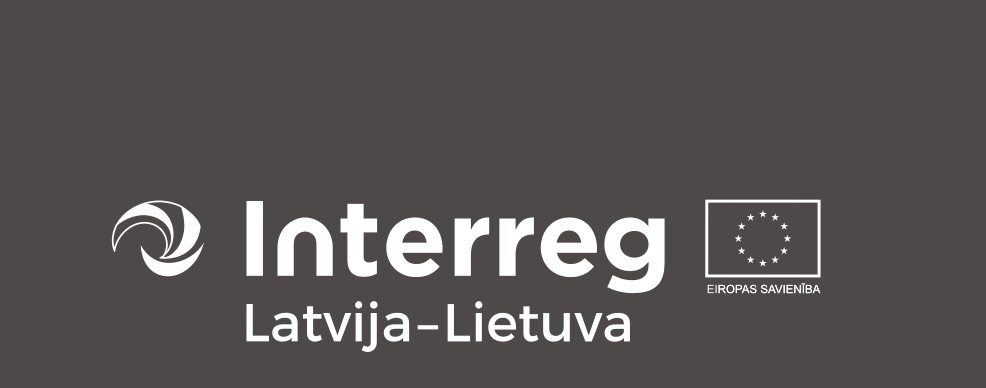 Interreg
EIROPAS SAVIENĪBA
Latvija–Lietuva